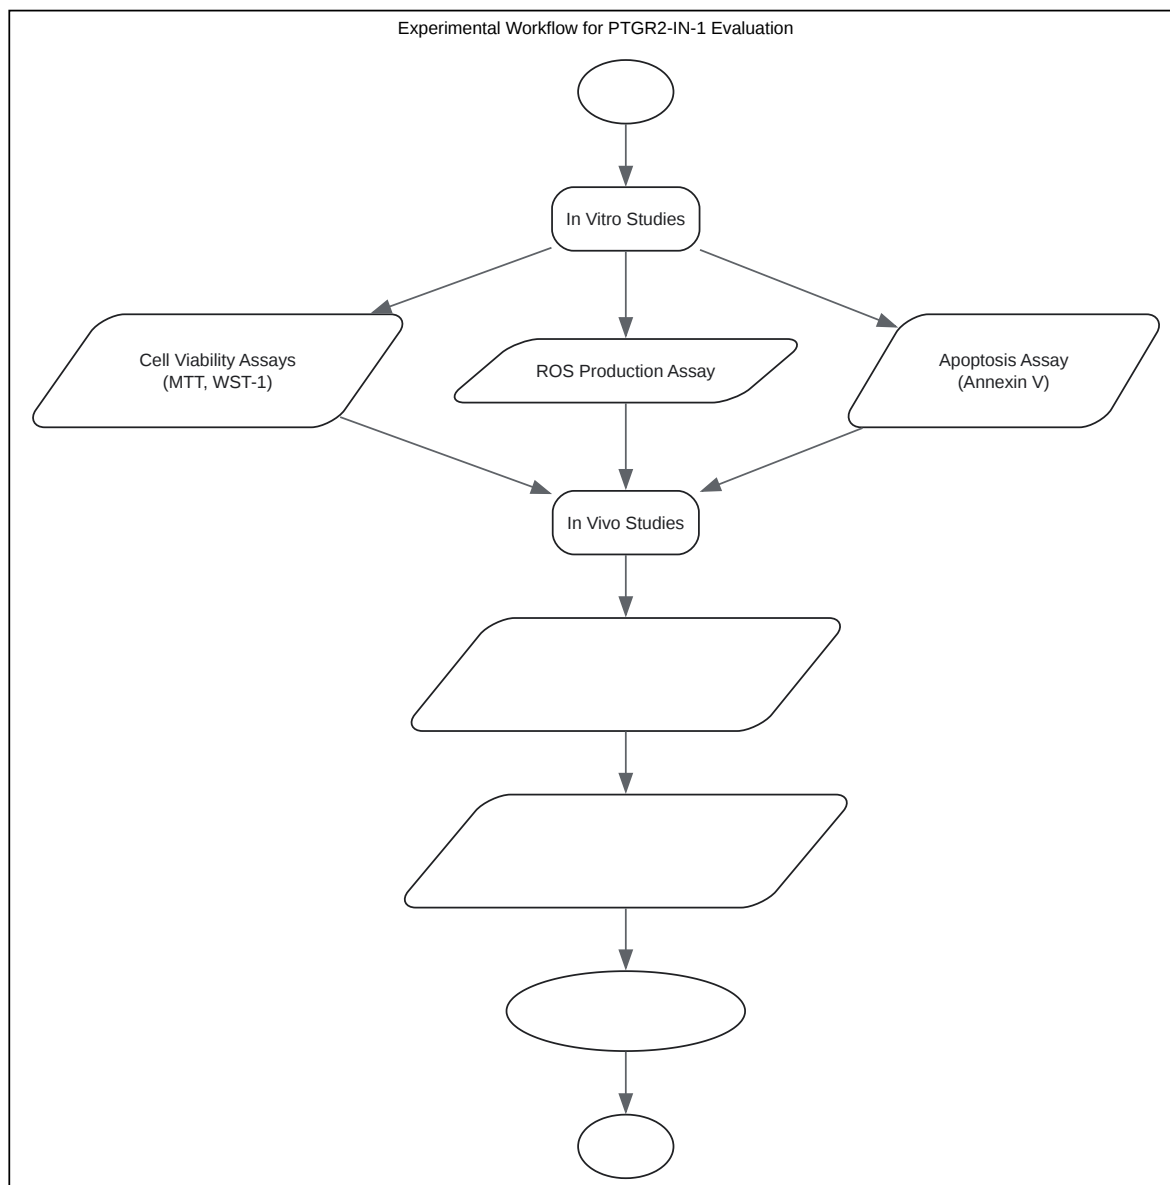 Experimental Workflow for PTGR2-IN-1 Evaluation
In Vitro Studies
Cell Viability Assays
(MTT, WST-1)
ROS Production Assay
Apoptosis Assay
(Annexin V)
In Vivo Studies